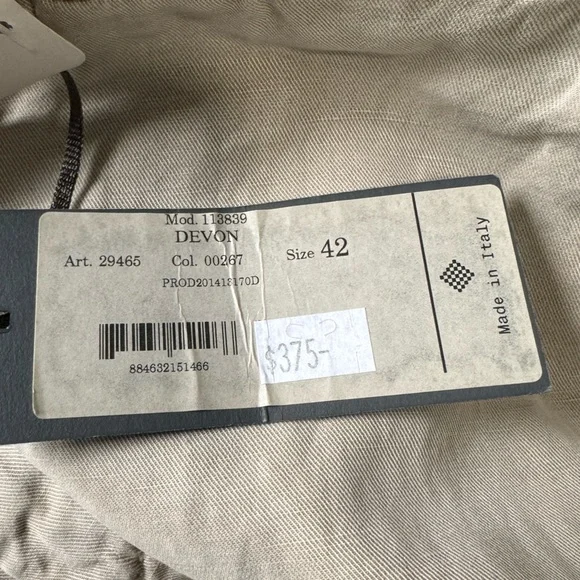 Mod. 113839
DEVON
Art. 29465 Col. 00267 Size 42
PROD201413170D
884632151466
$375-
Made in Italy